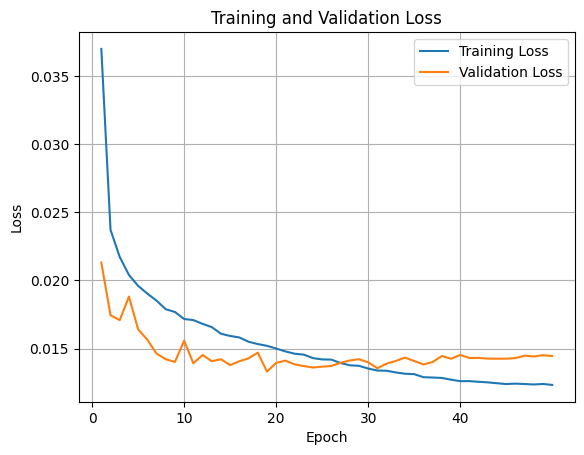 Training and Validation Loss
Training Loss
Validation Loss
0.035
0.030
0.025
0.020
0.015
Loss
0
10
20
30
40
Epoch